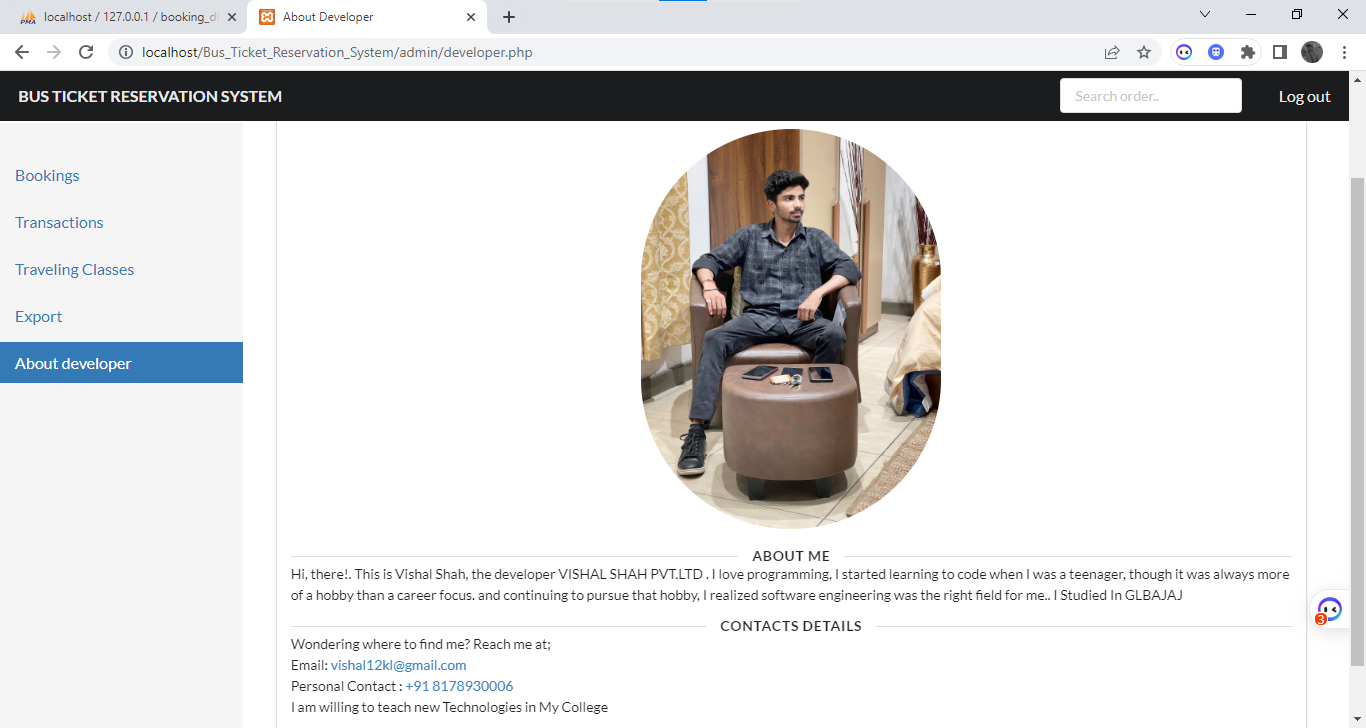 localhost / 127.0.0.1 / booking_d
About Developer
localhost/Bus_Ticket_Reservation_System/admin/developer.php
BUS TICKET RESERVATION SYSTEM
Search order..
Log out
Bookings
Transactions
Traveling Classes
Export
About developer
ABOUT ME
Hi, there!. This is Vishal Shah, the developer VISHAL SHAH PVT.LTD . I love programming, I started learning to code when I was a teenager, though it was always more
of a hobby than a career focus. and continuing to pursue that hobby, I realized software engineering was the right field for me.. I Studied In GLBAJAJ
CONTACTS DETAILS
Wondering where to find me? Reach me at;
Email: vishal12kl@gmail.com
Personal Contact : +91 8178930006
I am willing to teach new Technologies in My College
3